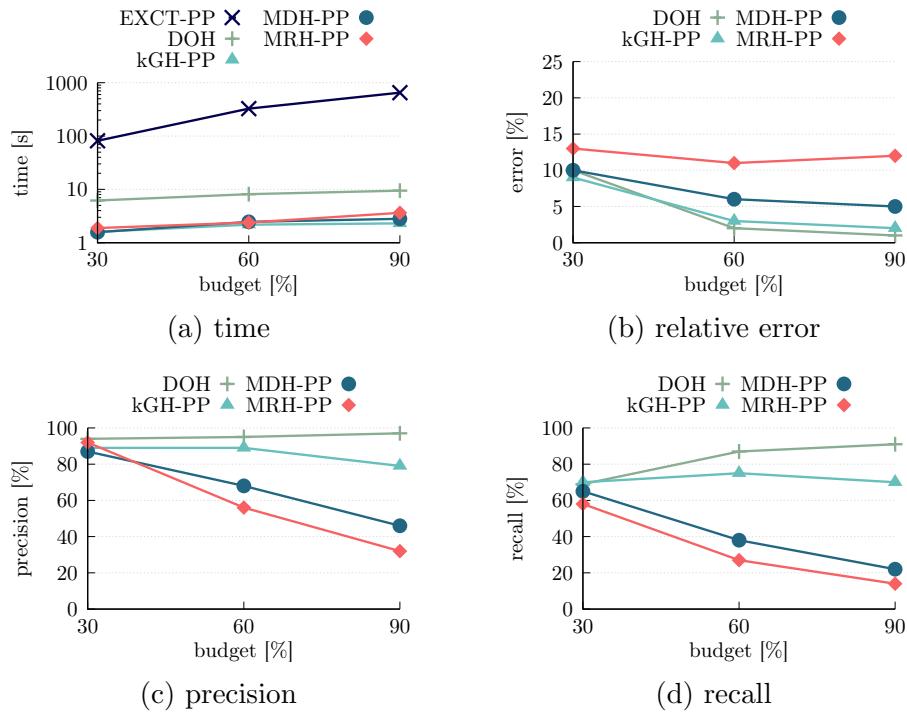 EXCT-PP MDH-PP
DOH MRH-PP
kGH-PP
1000
100
10
1
time [s]
30 60 90
budget [%]
(a) time
DOH MDH-PP
kGH-PP MRH-PP
25
20
15
10
5
0
error [%]
30 60 90
budget [%]
(b) relative error
DOH MDH-PP
kGH-PP MRH-PP
100
80
60
40
20
0
precision [%]
30 60 90
budget [%]
(c) precision
DOH MDH-PP
kGH-PP MRH-PP
100
80
60
40
20
0
recall [%]
30 60 90
budget [%]
(d) recall